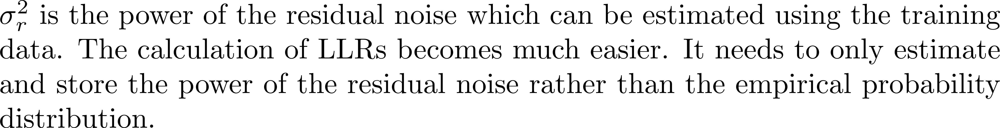 $\sigma_r^2$ is the power of the residual noise which can be estimated using the training
data. The calculation of LLRs becomes much easier. It needs to only estimate
and store the power of the residual noise rather than the empirical probability
distribution.